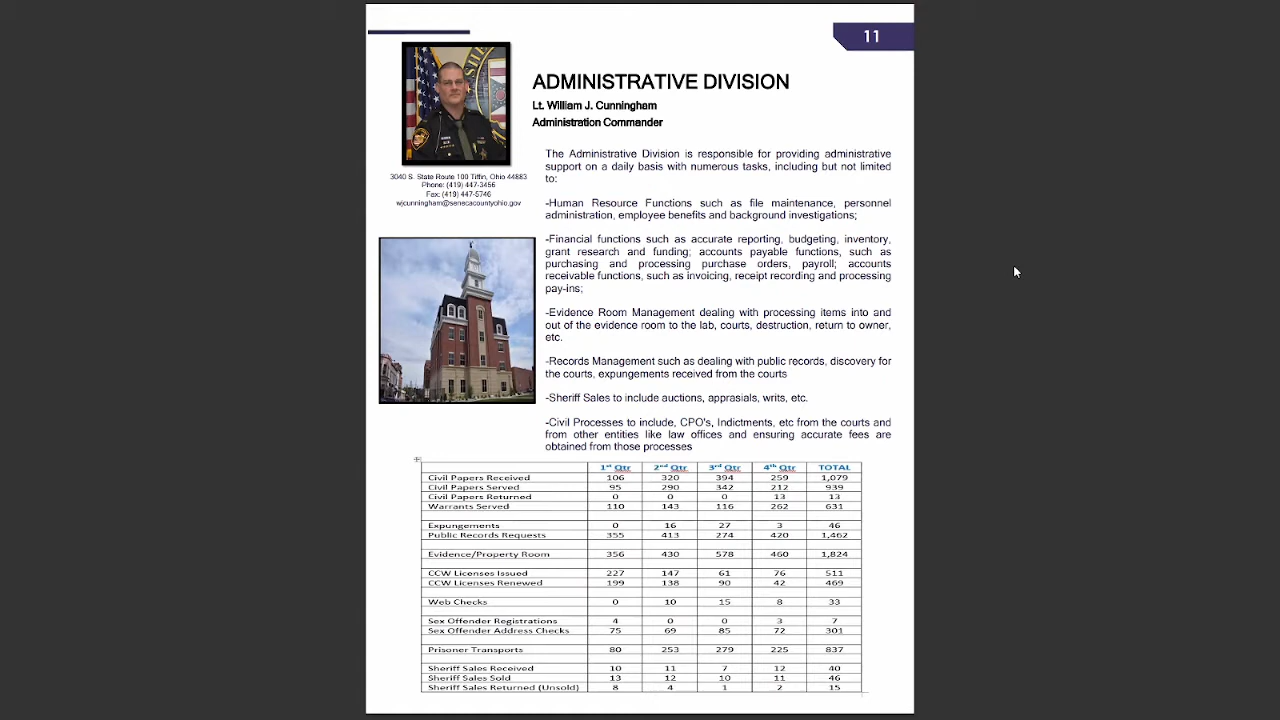 11
ADMINISTRATIVE DIVISION
Lt. William J. Cunningham
Administration Commander
3040 S. State Route 100 Tiffin, Ohio 44883
Phone: (419) 447-3456
Fax: (419) 447-5746
wjcunningham@senecacountyohio.gov
The Administrative Division is responsible for providing administrative
support on a daily basis with numerous tasks, including but not limited
to:
-Human Resource Functions such as file maintenance, personnel
administration, employee benefits and background investigations;
-Financial functions such as accurate reporting, budgeting, inventory,
grant research and funding; accounts payable functions, such as
purchasing and processing purchase orders, payroll; accounts
receivable functions, such as invoicing, receipt recording and processing
pay-ins;
-Evidence Room Management dealing with processing items into and
out of the evidence room to the lab, courts, destruction, return to owner,
etc.
-Records Management such as dealing with public records, discovery for
the courts, expungements received from the courts
-Sheriff Sales to include auctions, apprasials, writs, etc.
-Civil Processes to include, CPO's, Indictments, etc from the courts and
from other entities like law offices and ensuring accurate fees are
obtained from those processes
1st Qtr 2nd Qtr 3rd Qtr 4th Qtr TOTAL
Civil Papers Received 106 320 394 259 1,079
Civil Papers Served 95 290 342 212 939
Civil Papers Returned 0 0 0 13 13
Warrants Served 110 143 116 262 631
Expungements 0 16 27 3 46
Public Records Requests 355 413 274 420 1,462
Evidence/Property Room 356 430 578 460 1,824
CCW Licenses Issued 227 147 61 76 511
CCW Licenses Renewed 199 138 90 42 469
Web Checks 0 10 15 8 33
Sex Offender Registrations 4 0 0 3 7
Sex Offender Address Checks 75 69 85 72 301
Prisoner Transports 80 253 279 225 837
Sheriff Sales Received 10 11 7 12 40
Sheriff Sales Sold 13 12 10 11 46
Sheriff Sales Returned (Unsold) 8 4 1 2 15